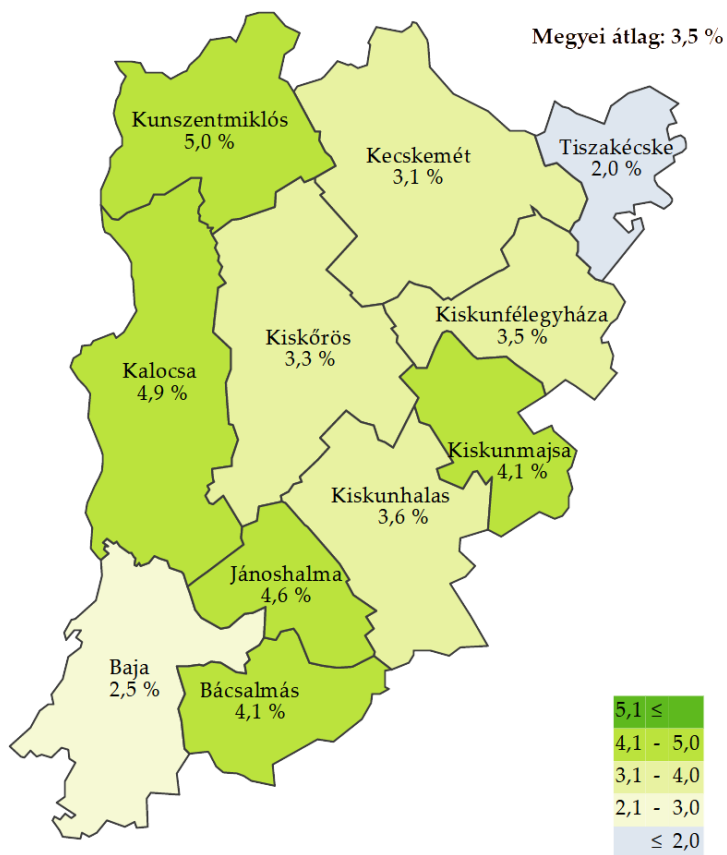 Megyei átlag: 3,5 %
Kunszentmiklós
5,0 %
Kecskemét
3,1 %
Tiszakécske
2,0 %
Kiskunfélegyháza
3,5 %
Kiskőrös
3,3 %
Kalocsa
4,9 %
Kiskunmajsa
4,1 %
Kiskunhalas
3,6 %
Jánoshalma
4,6 %
Baja
2,5 %
Bácsalmás
4,1 %
5,1 ≤
4,1 - 5,0
3,1 - 4,0
2,1 - 3,0
≤ 2,0